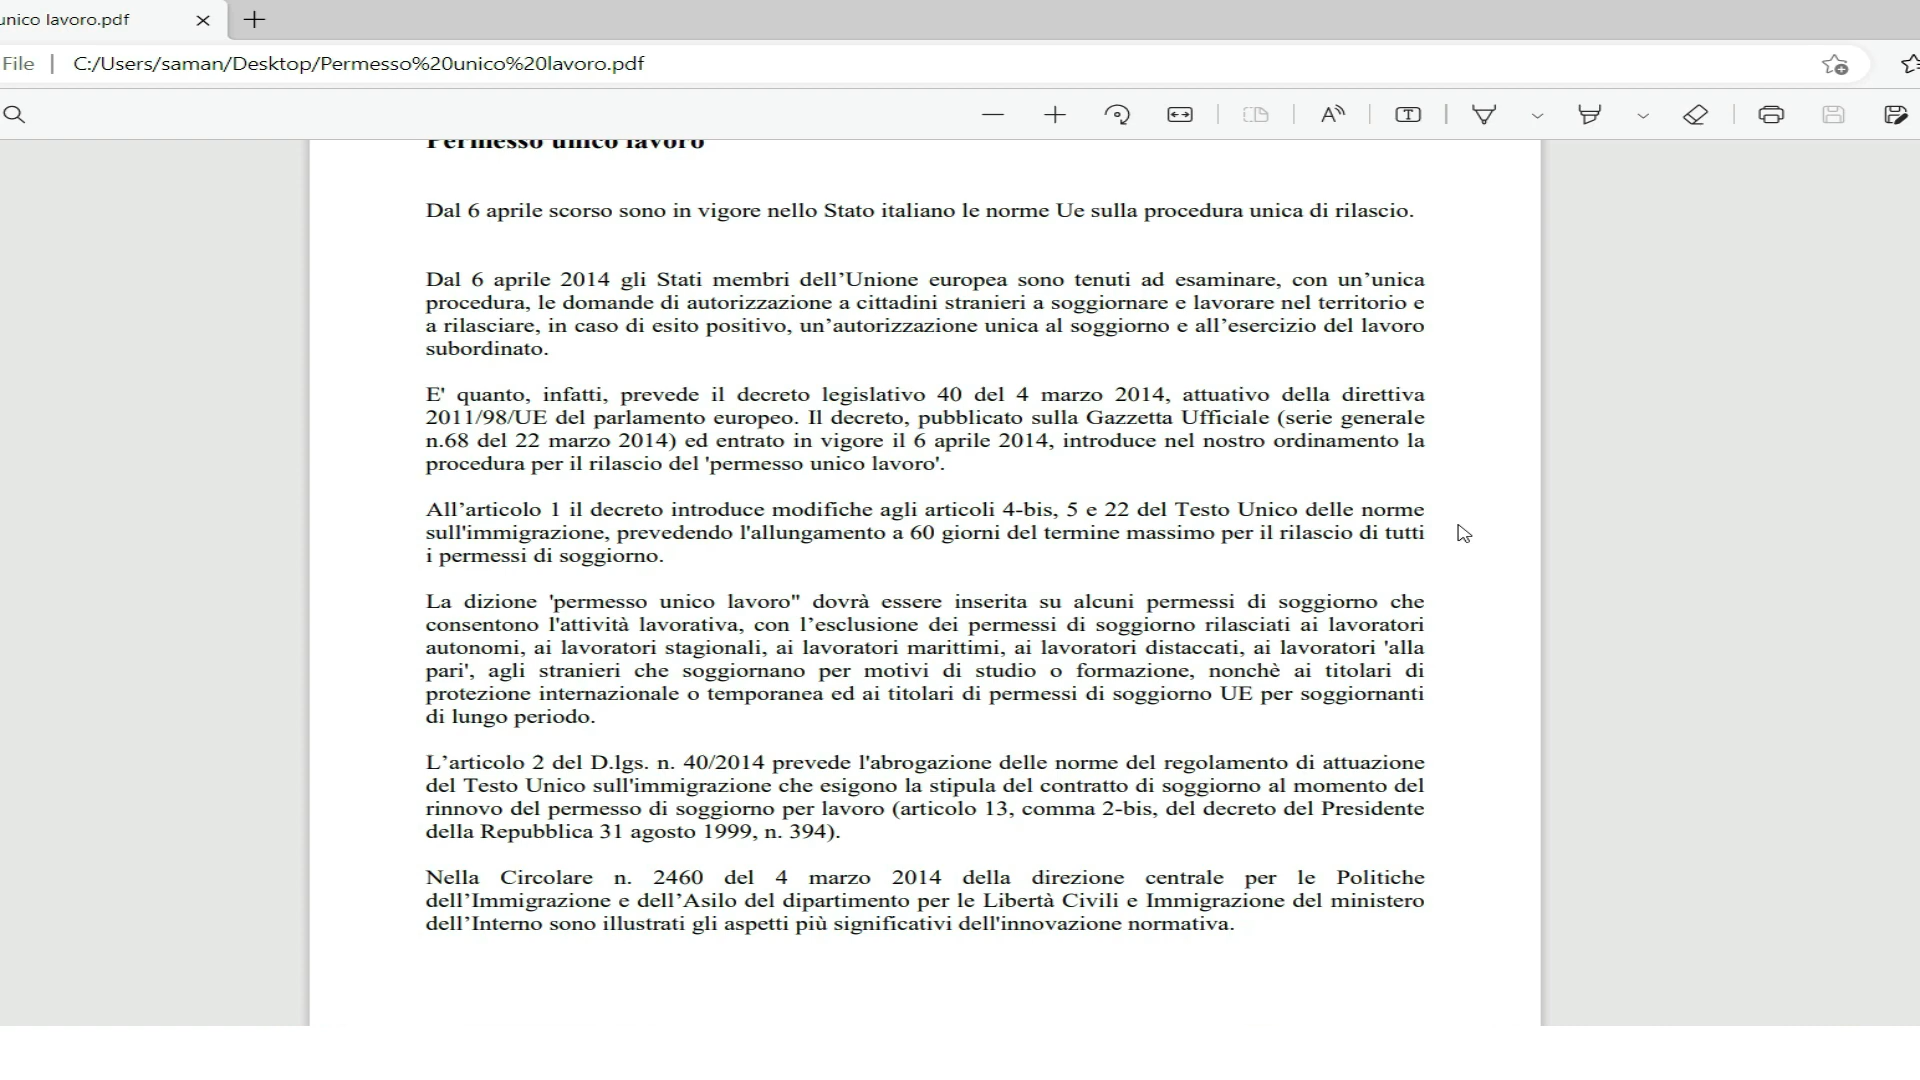 unico lavoro.pdf
File | C:/Users/saman/Desktop/Permesso%20unico%20lavoro.pdf
Permesso unico lavoro
Dal 6 aprile scorso sono in vigore nello Stato italiano le norme Ue sulla procedura unica di rilascio.
Dal 6 aprile 2014 gli Stati membri dell’Unione europea sono tenuti ad esaminare, con un’unica
procedura, le domande di autorizzazione a cittadini stranieri a soggiornare e lavorare nel territorio e
a rilasciare, in caso di esito positivo, un’autorizzazione unica al soggiorno e all’esercizio del lavoro
subordinato.
E' quanto, infatti, prevede il decreto legislativo 40 del 4 marzo 2014, attuativo della direttiva
2011/98/UE del parlamento europeo. Il decreto, pubblicato sulla Gazzetta Ufficiale (serie generale
n.68 del 22 marzo 2014) ed entrato in vigore il 6 aprile 2014, introduce nel nostro ordinamento la
procedura per il rilascio del 'permesso unico lavoro'.
All’articolo 1 il decreto introduce modifiche agli articoli 4-bis, 5 e 22 del Testo Unico delle norme
sull'immigrazione, prevedendo l'allungamento a 60 giorni del termine massimo per il rilascio di tutti
i permessi di soggiorno.
La dizione 'permesso unico lavoro" dovrà essere inserita su alcuni permessi di soggiorno che
consentono l'attività lavorativa, con l’esclusione dei permessi di soggiorno rilasciati ai lavoratori
autonomi, ai lavoratori stagionali, ai lavoratori marittimi, ai lavoratori distaccati, ai lavoratori 'alla
pari', agli stranieri che soggiornano per motivi di studio o formazione, nonchè ai titolari di
protezione internazionale o temporanea ed ai titolari di permessi di soggiorno UE per soggiornanti
di lungo periodo.
L’articolo 2 del D.lgs. n. 40/2014 prevede l'abrogazione delle norme del regolamento di attuazione
del Testo Unico sull'immigrazione che esigono la stipula del contratto di soggiorno al momento del
rinnovo del permesso di soggiorno per lavoro (articolo 13, comma 2-bis, del decreto del Presidente
della Repubblica 31 agosto 1999, n. 394).
Nella Circolare n. 2460 del 4 marzo 2014 della direzione centrale per le Politiche
dell’Immigrazione e dell’Asilo del dipartimento per le Libertà Civili e Immigrazione del ministero
dell’Interno sono illustrati gli aspetti più significativi dell'innovazione normativa.